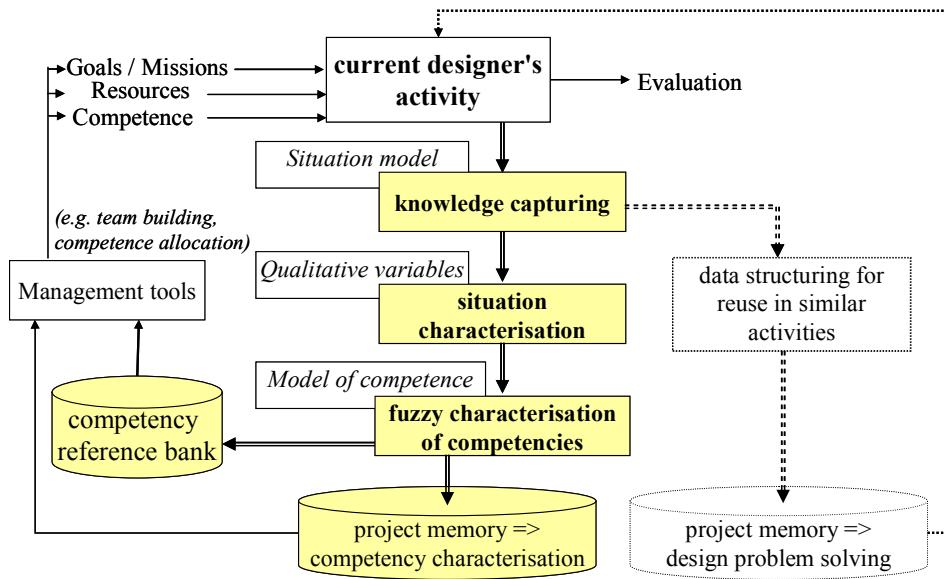 Goals / Missions
Resources
Competence
current designer's
activity
Evaluation
Situation model
knowledge capturing
(e.g. team building,
competence allocation)
Management tools
Qualitative variables
situation
characterisation
data structuring for
reuse in similar
activities
Model of competence
fuzzy characterisation
of competencies
competency
reference bank
project memory =>
competency characterisation
project memory =>
design problem solving